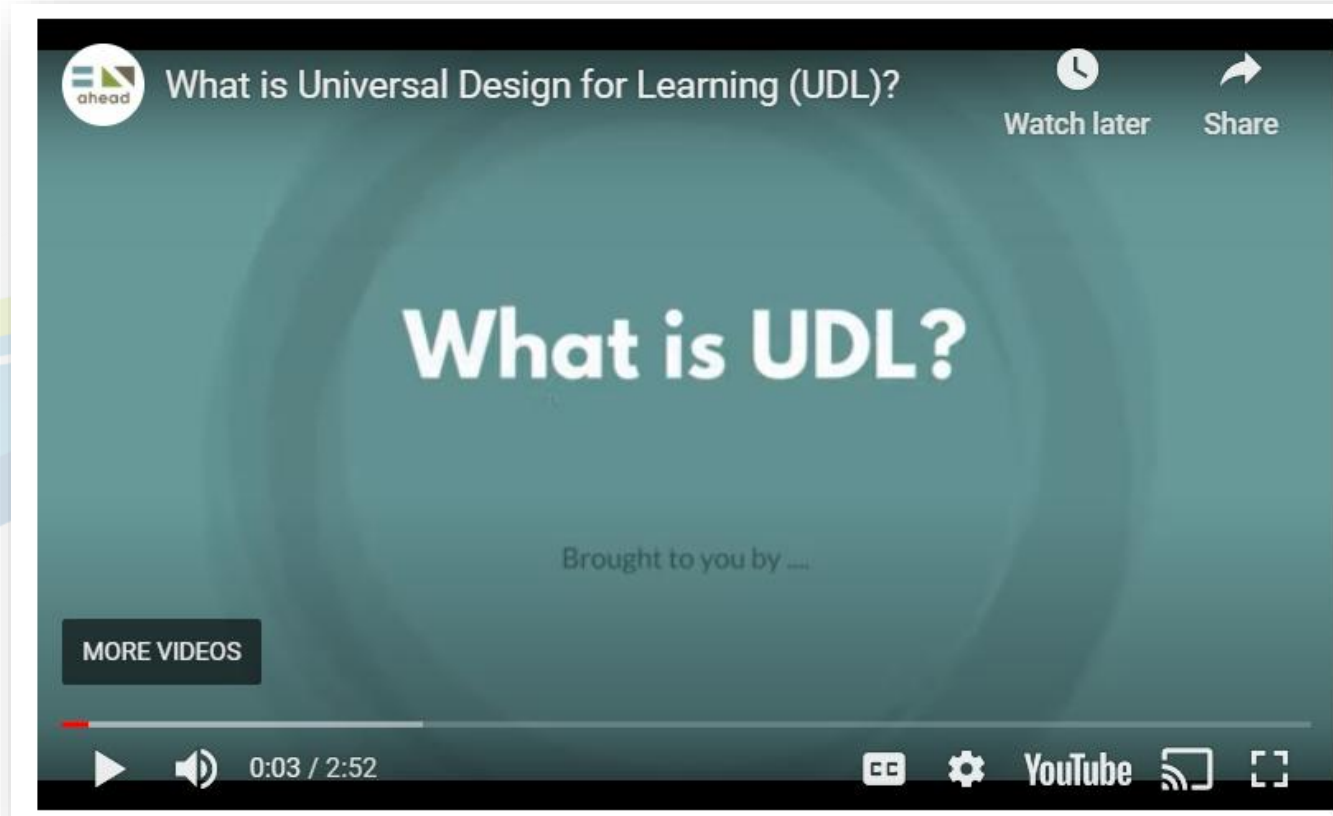 ahead
What is Universal Design for Learning (UDL)?
Watch later
Share
What is UDL?
Brought to you by ....
MORE VIDEOS
0:03 / 2:52
CC
YouTube